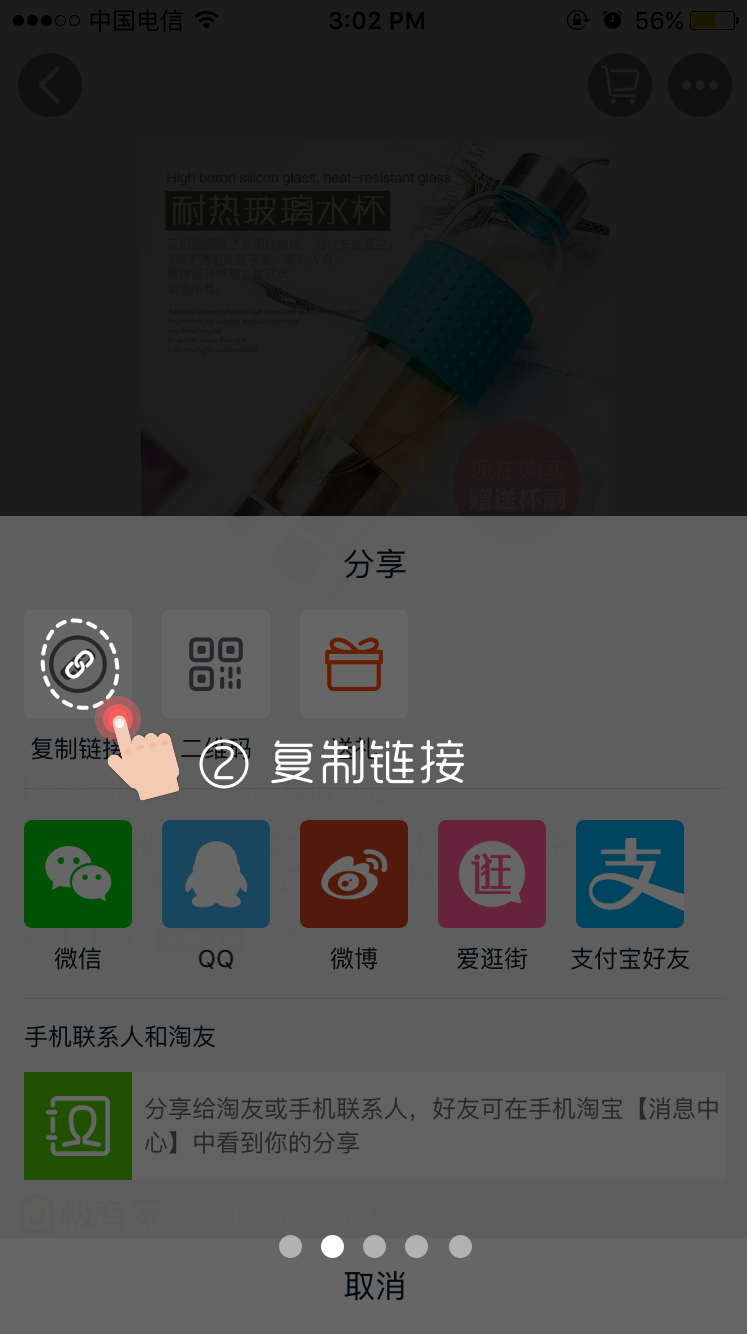 中国电信
3:02 PM
56%
High boron silicon glass, heat-resistant glass
耐热玻璃水杯
现在购买
赠送杯刷
分享
复制链接
二维码
送礼
② 复制链接
微信
QQ
微博
爱逛街
支付宝好友
手机联系人和淘友
分享给淘友或手机联系人，好友可在手机淘宝【消息中
心】中看到你的分享
极有家
取消